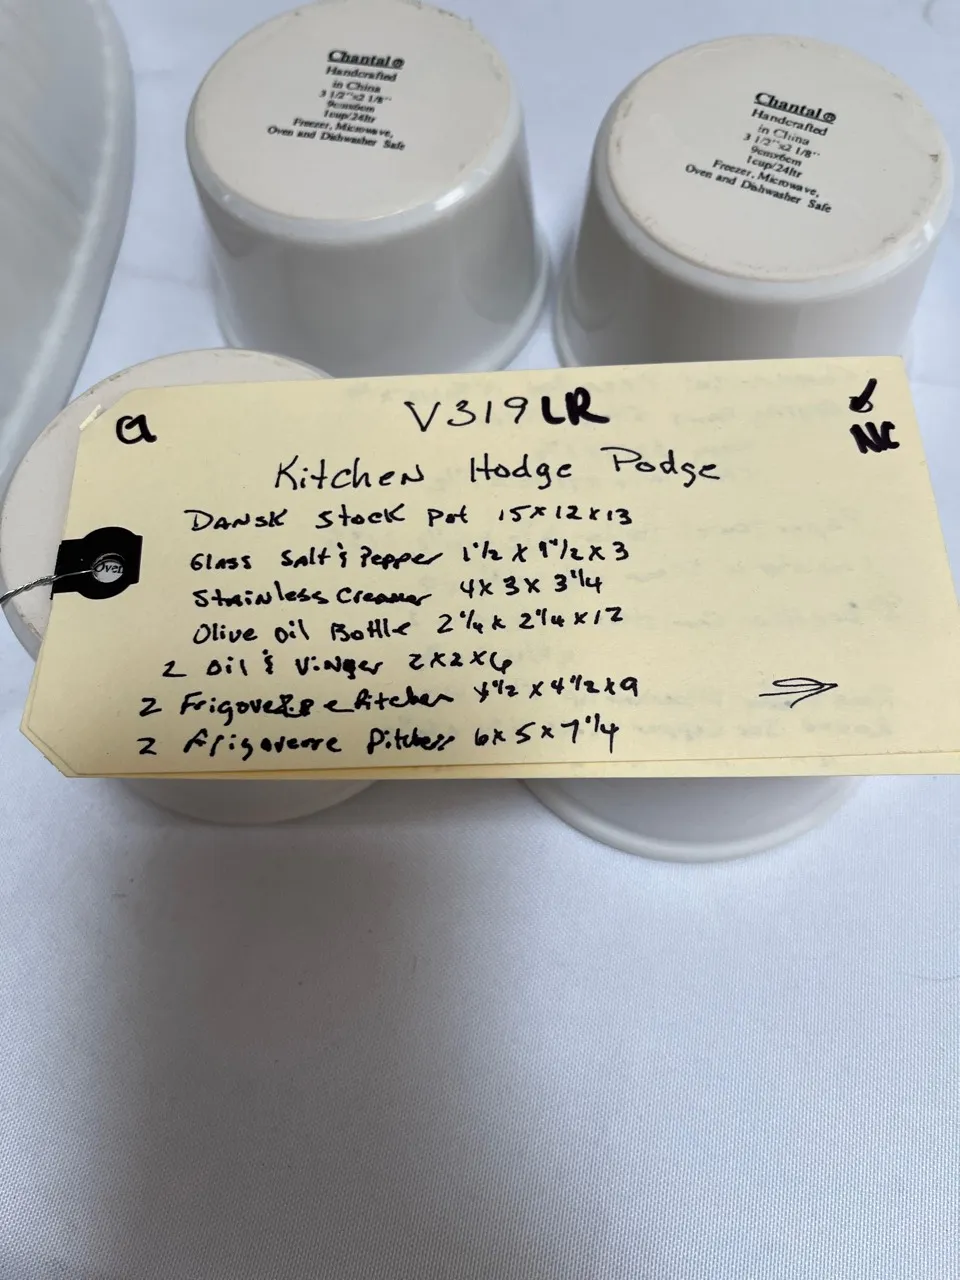 Chantal®
Handcrafted
in China
3 1/2"x2 1/8"
9cmx6cm
1cup/24ltr
Freezer, Microwave,
Oven and Dishwasher Safe
Chantal®
Handcrafted
in China
3 1/2"x2 1/8"
9cmx6cm
1cup/24ltr
Freezer, Microwave,
Oven and Dishwasher Safe
a
V319LR
NC
Kitchen Hodge Podge
DANSK Stock Pot 15x12x13
Glass Salt & Pepper 1 1/2 x 1 1/2 x 3
Stainless Creamer 4x3x3 1/4
Olive Oil Bottle 2 1/4 x 2 1/4 x 12
2 Oil & Vinger 2x2x6
2 Pitcher 4 1/2 x 4 1/2 x 9
2 Frigoverre Pitchers 6x5x7 1/4
Oven